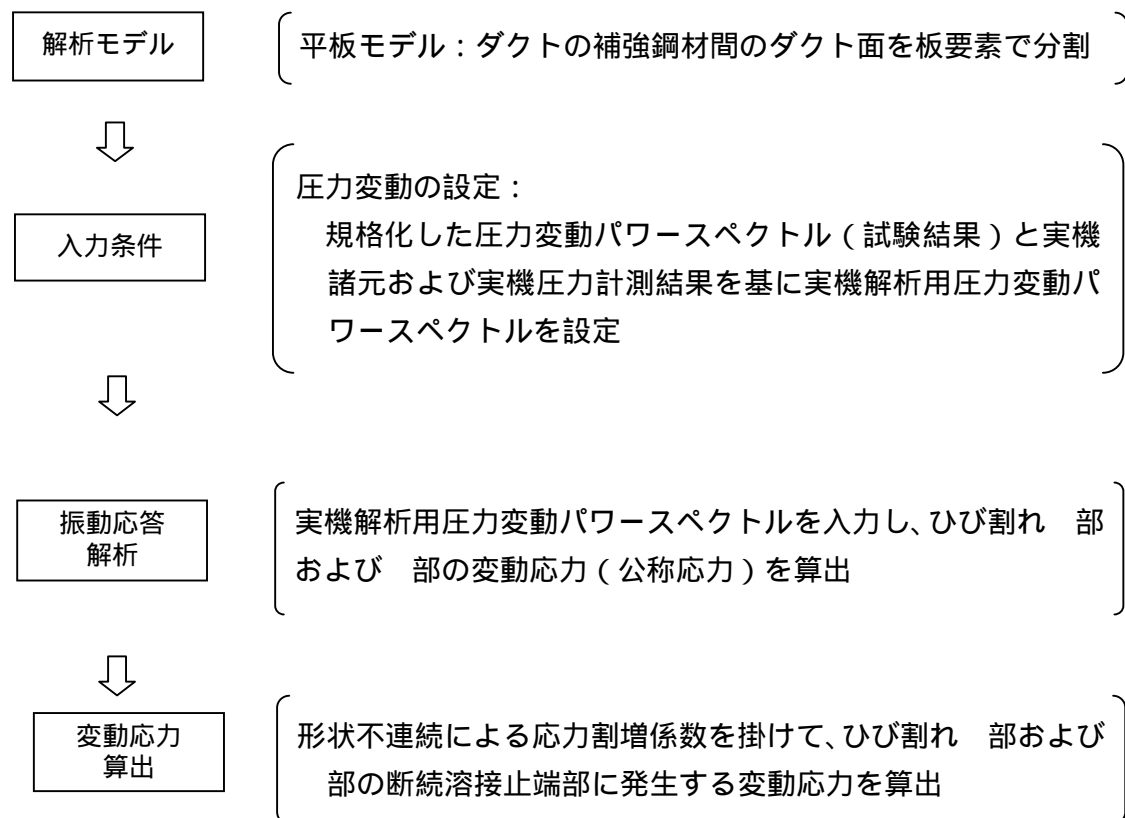 解析モデル
平板モデル：ダクトの補強鋼材間のダクト面を板要素で分割
入力条件
圧力変動の設定：
規格化した圧力変動パワースペクトル（試験結果）と実機
諸元および実機圧力計測結果を基に実機解析用圧力変動パ
ワースペクトルを設定
振動応答
解析
実機解析用圧力変動パワースペクトルを入力し、ひび割れ　部
および　部の変動応力（公称応力）を算出
変動応力
算出
形状不連続による応力割増係数を掛けて、ひび割れ　部および
部の断続溶接止端部に発生する変動応力を算出